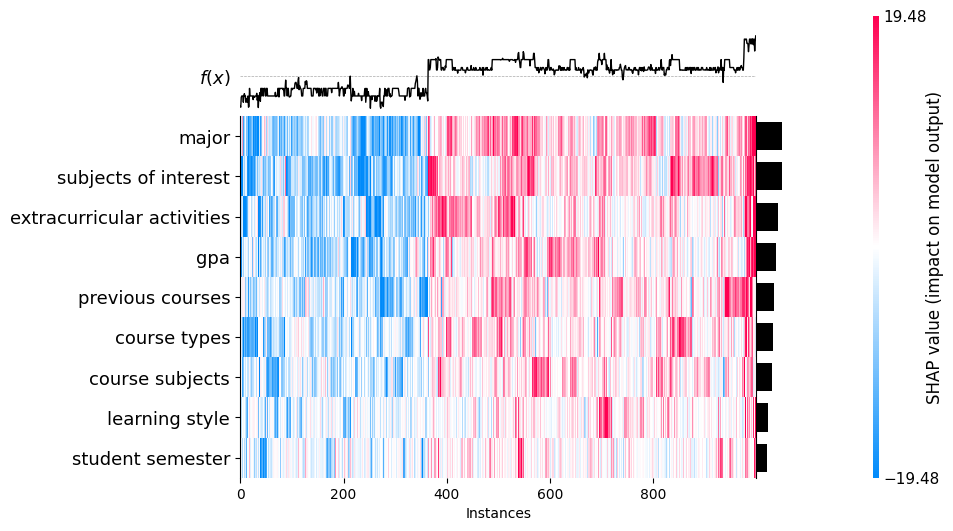 19.48
f(x)
major
subjects of interest
extracurricular activities
gpa
previous courses
course types
course subjects
learning style
student semester
0 200 400 600 800
Instances
−19.48
SHAP value (impact on model output)